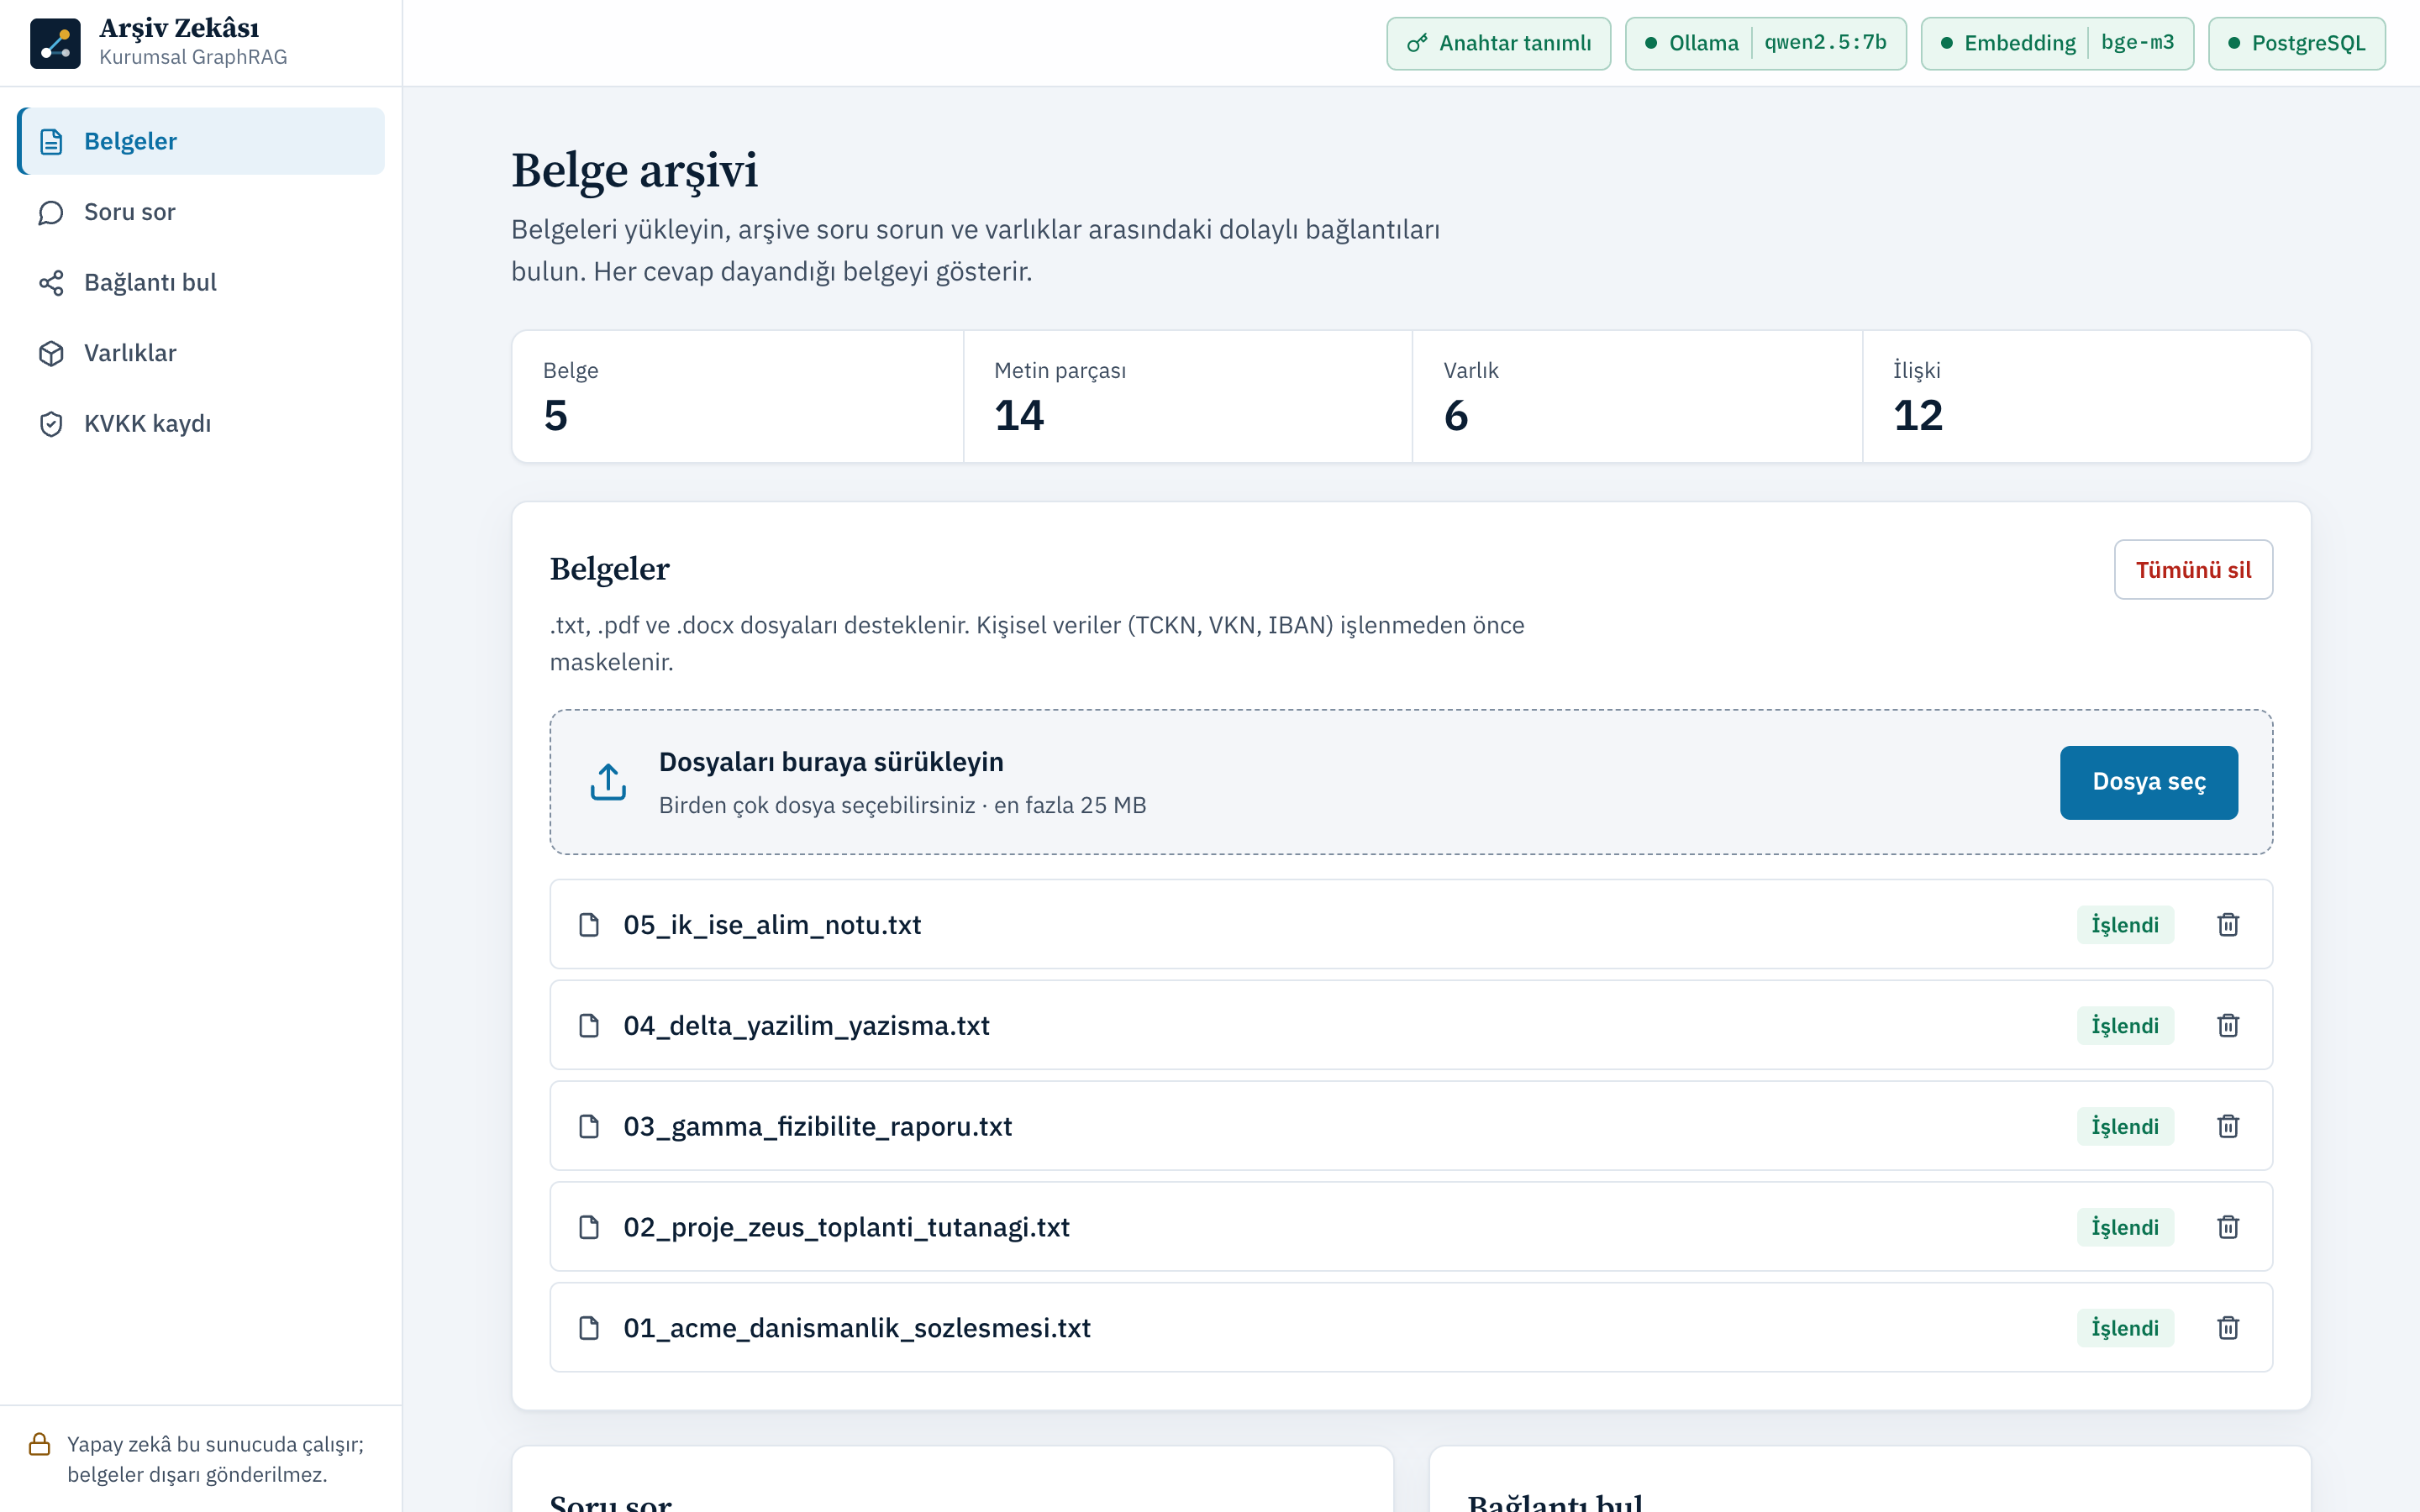 Arşiv Zekâsı
Kurumsal GraphRAG
Anahtar tanımlı
Ollama qwen2.5:7b
Embedding bge-m3
PostgreSQL
Belgeler
Soru sor
Bağlantı bul
Varlıklar
KVKK kaydı
Belge arşivi
Belgeleri yükleyin, arşive soru sorun ve varlıklar arasındaki dolaylı bağlantıları
bulun. Her cevap dayandığı belgeyi gösterir.
Belge
5
Metin parçası
14
Varlık
6
İlişki
12
Belgeler
Tümünü sil
.txt, .pdf ve .docx dosyaları desteklenir. Kişisel veriler (TCKN, VKN, IBAN) işlenmeden önce
maskelenir.
Dosyaları buraya sürükleyin
Birden çok dosya seçebilirsiniz · en fazla 25 MB
Dosya seç
05_ik_ise_alim_notu.txt İşlendi
04_delta_yazilim_yazisma.txt İşlendi
03_gamma_fizibilite_raporu.txt İşlendi
02_proje_zeus_toplanti_tutanagi.txt İşlendi
01_acme_danismanlik_sozlesmesi.txt İşlendi
Yapay zekâ bu sunucuda çalışır;
belgeler dışarı gönderilmez.
Soru sor
Bağlantı bul